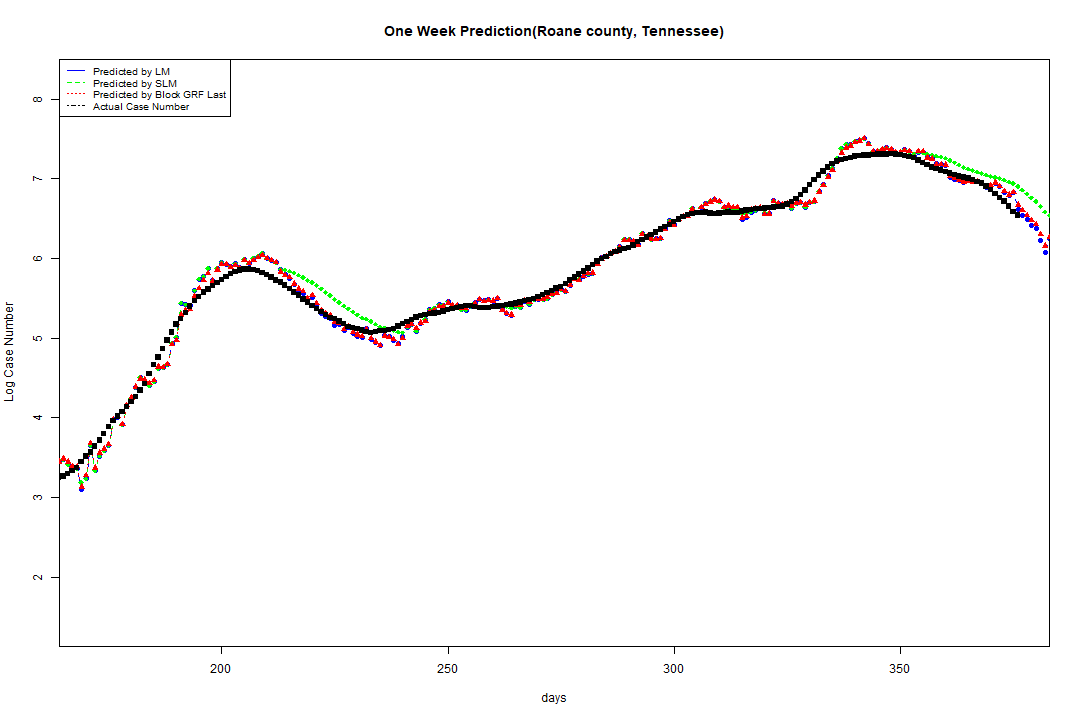 One Week Prediction(Roane county, Tennessee)
Predicted by LM
Predicted by SLM
Predicted by Block GRF Last
Actual Case Number
Log Case Number
8
7
6
5
4
3
2
200 250 300 350
days